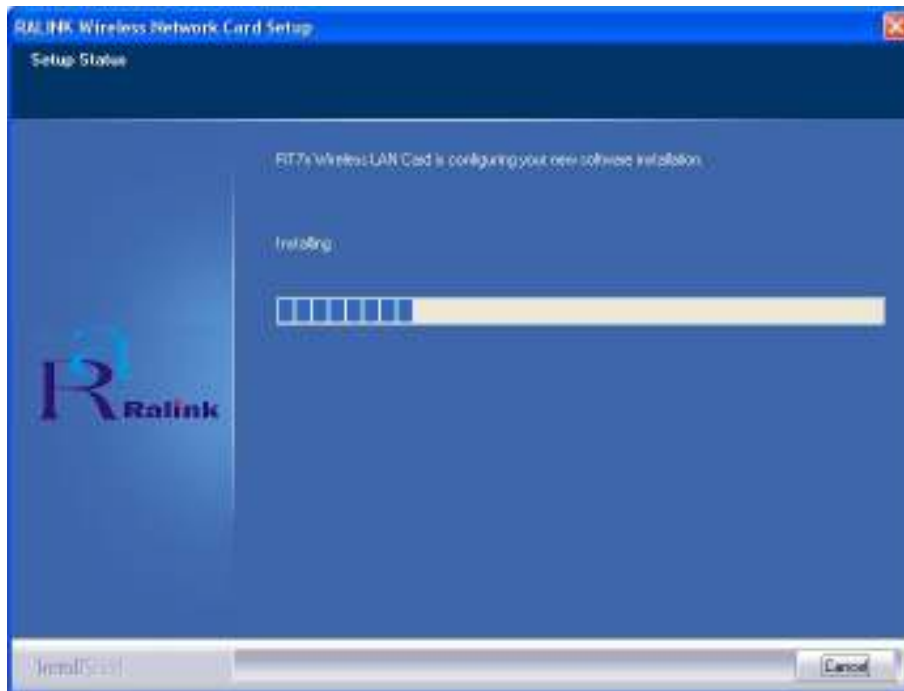 RALINK Wireless Network Card Setup
Setup Status
RT7x Wireless LAN Card is configuring your new software installation.
Installing
Ralink
InstallShield
Cancel